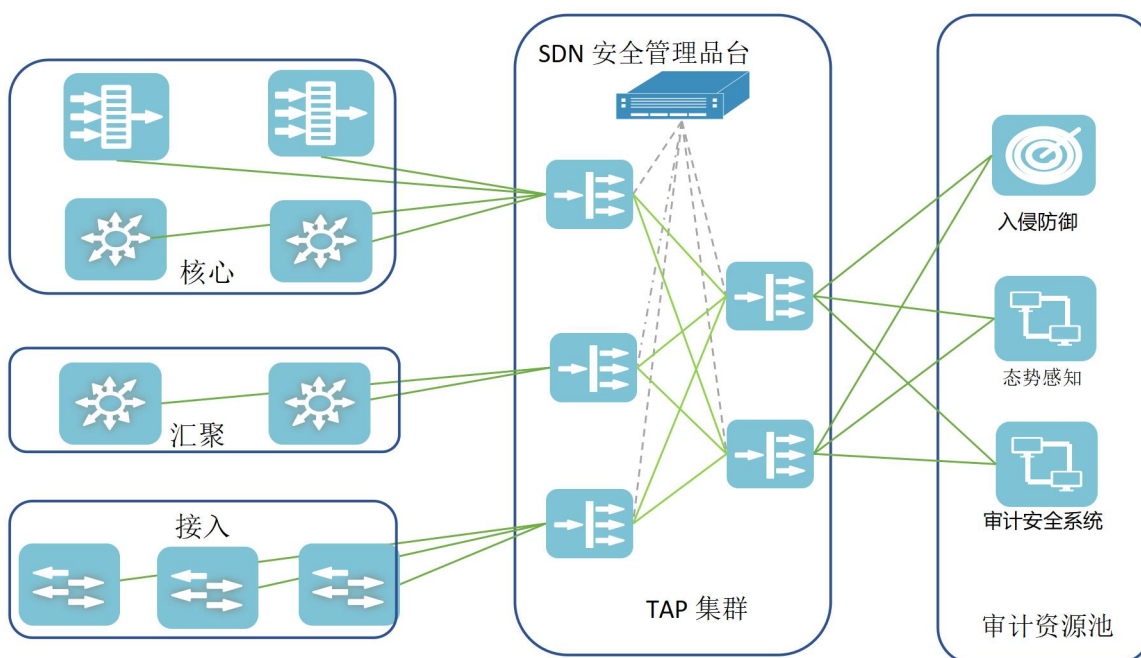 SDN 安全管理品台
核心
汇聚
接入
TAP 集群
入侵防御
态势感知
审计安全系统
审计资源池